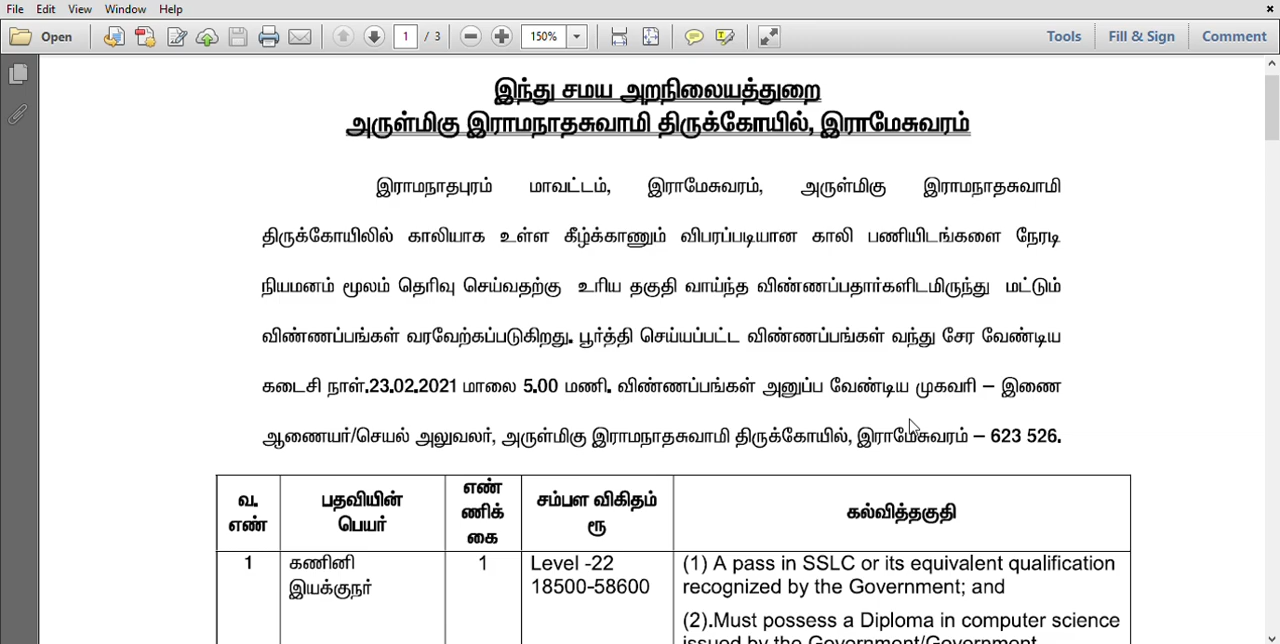 File Edit View Window Help
Open 1 / 3 150% Tools Fill & Sign Comment
இந்து சமய அறநிலையத்துறை
அருள்மிகு இராமநாதசுவாமி திருக்கோயில், இராமேசுவரம்
இராமநாதபுரம் மாவட்டம், இராமேசுவரம், அருள்மிகு இராமநாதசுவாமி
திருக்கோயிலில் காலியாக உள்ள கீழ்க்காணும் விபரப்படியான காலி பணியிடங்களை நேரடி
நியமனம் மூலம் தெரிவு செய்வதற்கு உரிய தகுதி வாய்ந்த விண்ணப்பதார்களிடமிருந்து மட்டும்
விண்ணப்பங்கள் வரவேற்கப்படுகிறது. பூர்த்தி செய்யப்பட்ட விண்ணப்பங்கள் வந்து சேர வேண்டிய
கடைசி நாள்.23.02.2021 மாலை 5.00 மணி. விண்ணப்பங்கள் அனுப்ப வேண்டிய முகவரி – இணை
ஆணையர்/செயல் அலுவலர், அருள்மிகு இராமநாதசுவாமி திருக்கோயில், இராமேசுவரம் – 623 526.
வ. எண்
பதவியின் பெயர்
எண் ணிக் கை
சம்பள விகிதம் ரூ
கல்வித்தகுதி
1
கணினி
இயக்குநர்
1
Level -22
18500-58600
(1) A pass in SSLC or its equivalent qualification
recognized by the Government; and
(2).Must possess a Diploma in computer science
issued by the Government/Government